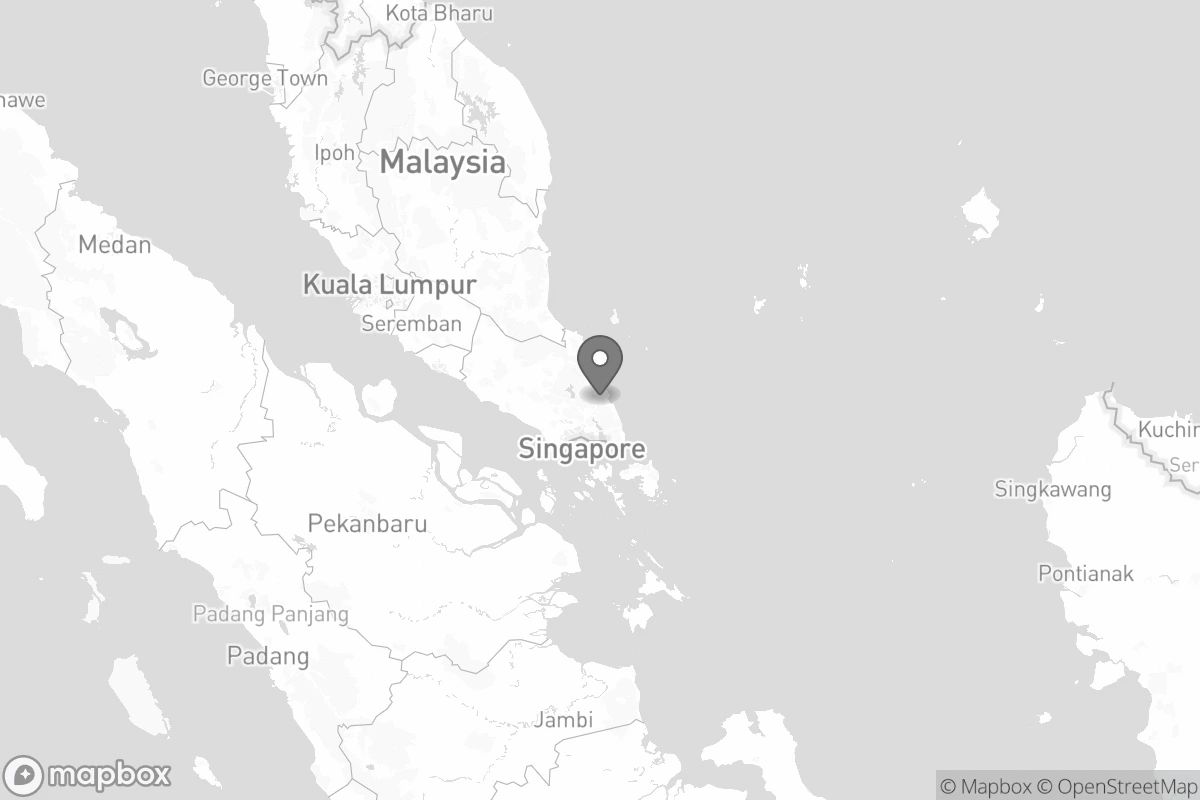 Kota Bharu
George Town
nawe
Ipoh
Malaysia
Medan
Kuala Lumpur
Seremban
Singapore
Kuchin
Ser
Singkawang
Pekanbaru
Pontianak
Padang Panjang
Padang
Jambi
mapbox
© Mapbox © OpenStreetMap